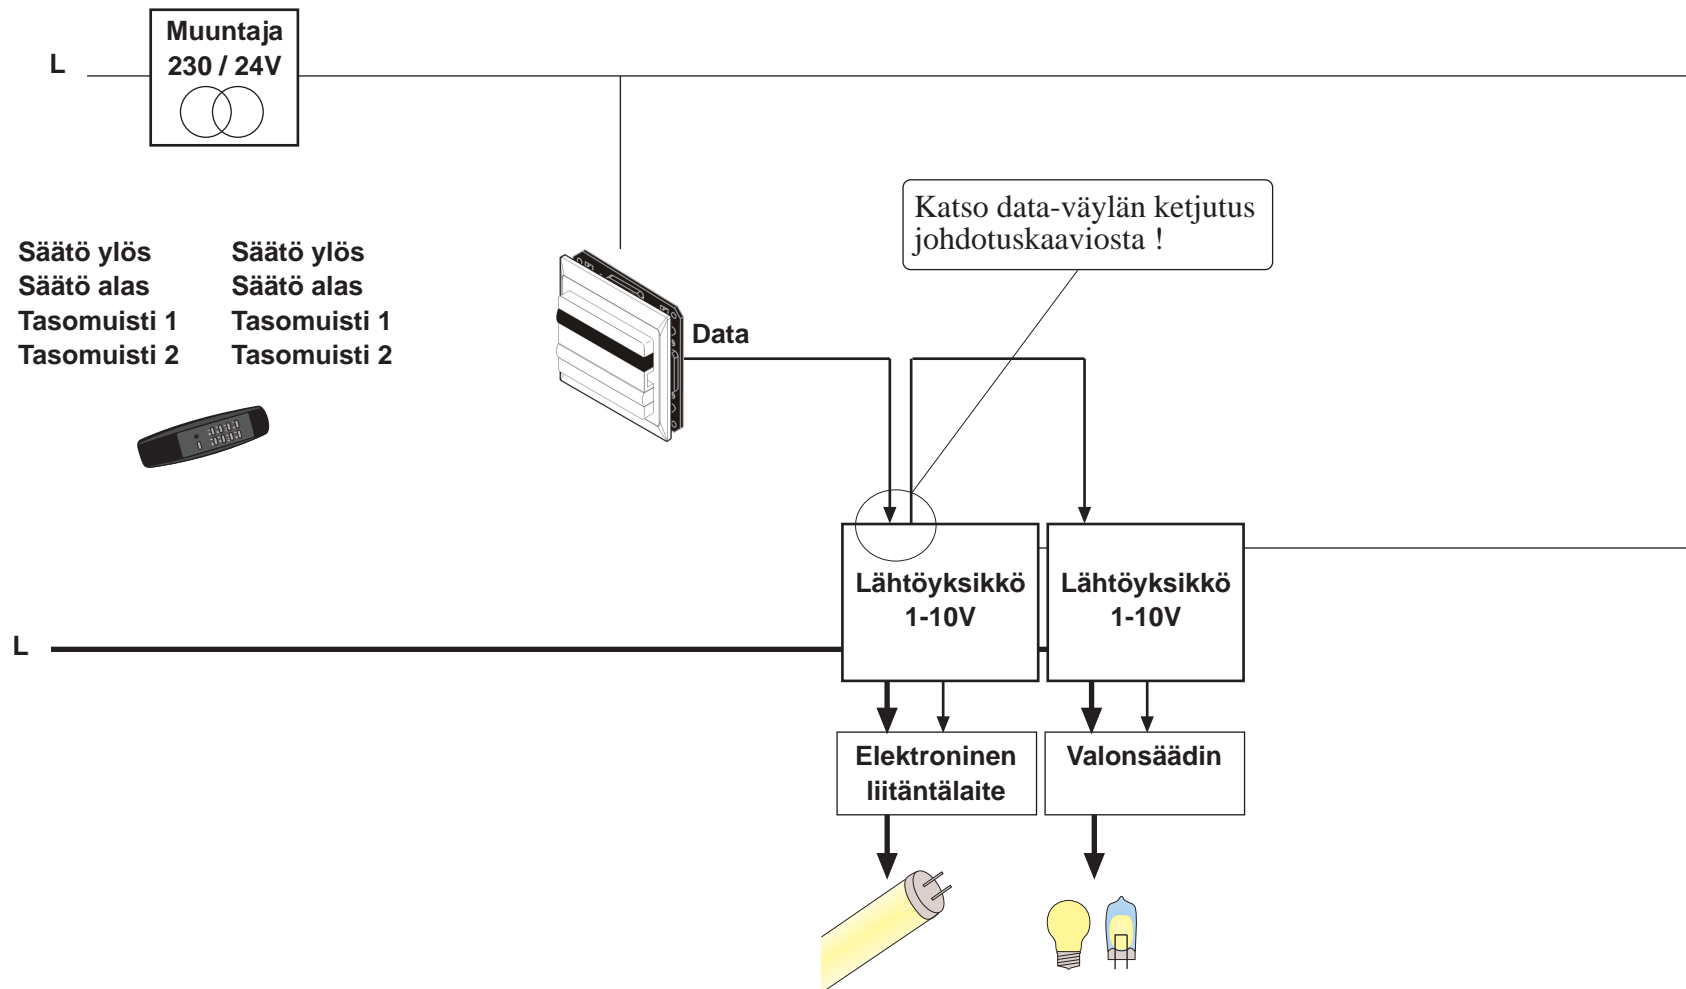 Muuntaja
230 / 24V
L
Katso data-väylän ketjutus
johdotuskaaviosta !
Säätö ylös
Säätö alas
Tasomuisti 1
Tasomuisti 2
Säätö ylös
Säätö alas
Tasomuisti 1
Tasomuisti 2
Data
Lähtöyksikkö
1-10V
Lähtöyksikkö
1-10V
L
Elektroninen
liitäntälaite
Valonsäädin